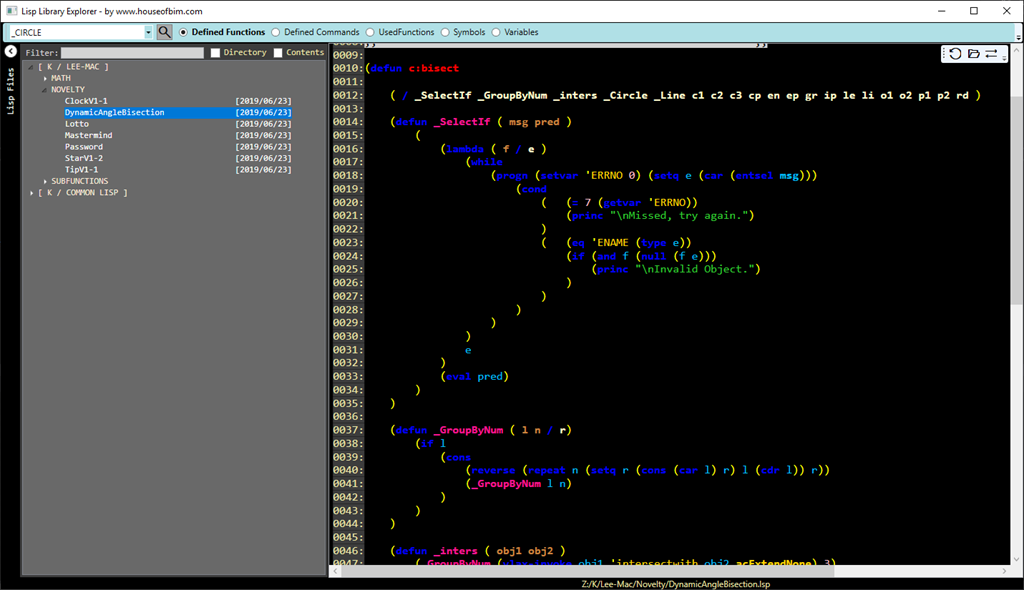 Lisp Library Explorer - by www.houseofbim.com
_CIRCLE Defined Functions Defined Commands UsedFunctions Symbols Variables
Lisp Files
Filter: Directory Contents
[ K / LEE-MAC ]
MATH
NOVELTY
ClockV1-1 [2019/06/23]
DynamicAngleBisection [2019/06/23]
Lotto [2019/06/23]
Mastermind [2019/06/23]
Password [2019/06/23]
StarV1-2 [2019/06/23]
TipV1-1 [2019/06/23]
SUBFUNCTIONS
[ K / COMMON LISP ]
0008: ;; ;;
0009:
0010:(defun c:bisect
0011:
0012: ( / _SelectIf _GroupByNum _inters _Circle _Line c1 c2 c3 cp en ep gr ip le li o1 o2 p1 p2 rd )
0013:
0014: (defun _SelectIf ( msg pred )
0015: (
0016: (lambda ( f / e )
0017: (while
0018: (progn (setvar 'ERRNO 0) (setq e (car (entsel msg)))
0019: (cond
0020: ( (= 7 (getvar 'ERRNO))
0021: (princ "\nMissed, try again.")
0022: )
0023: ( (eq 'ENAME (type e))
0024: (if (and f (null (f e)))
0025: (princ "\nInvalid Object.")
0026: )
0027: )
0028: )
0029: )
0030: )
0031: e
0032: )
0033: (eval pred)
0034: )
0035: )
0036:
0037: (defun _GroupByNum ( l n / r)
0038: (if l
0039: (cons
0040: (reverse (repeat n (setq r (cons (car l) r) l (cdr l)) r))
0041: (_GroupByNum l n)
0042: )
0043: )
0044: )
0045:
0046: (defun _inters ( obj1 obj2 )
0047: (_GroupByNum (vlax-invoke obj1 'intersectwith obj2 acExtendNone) 3)
Z:/K/Lee-Mac/Novelty/DynamicAngleBisection.lsp